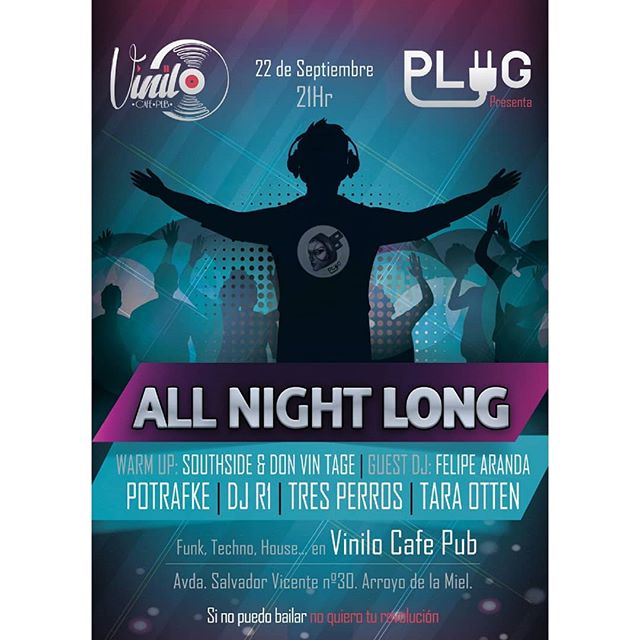 Vinilo
•CAFE•PUB•
22 de Septiembre
21Hr
PLUG
Presenta
PLUG
ALL NIGHT LONG
WARM UP: SOUTHSIDE & DON VIN TAGE | GUEST DJ: FELIPE ARANDA
POTRAFKE | DJ R1 | TRES PERROS | TARA OTTEN
Funk, Techno, House... en Vinilo Cafe Pub
Avda. Salvador Vicente nº30. Arroyo de la Miel.
Si no puedo bailar no quiero tu revolución